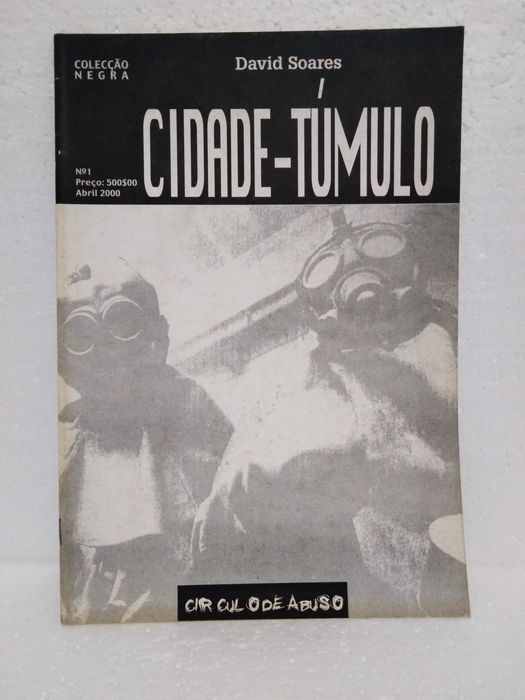 COLECÇÃO
NEGRA
David Soares
CIDADE-TÚMULO
Nº1
Preço: 500$00
Abril 2000
CIRCULO DE ABUSO